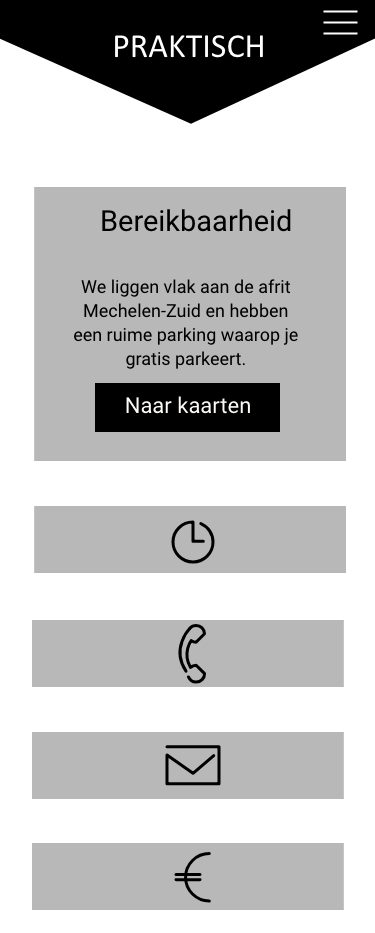 PRAKTISCH
Bereikbaarheid
We liggen vlak aan de afrit
Mechelen-Zuid en hebben
een ruime parking waarop je
gratis parkeert.
Naar kaarten